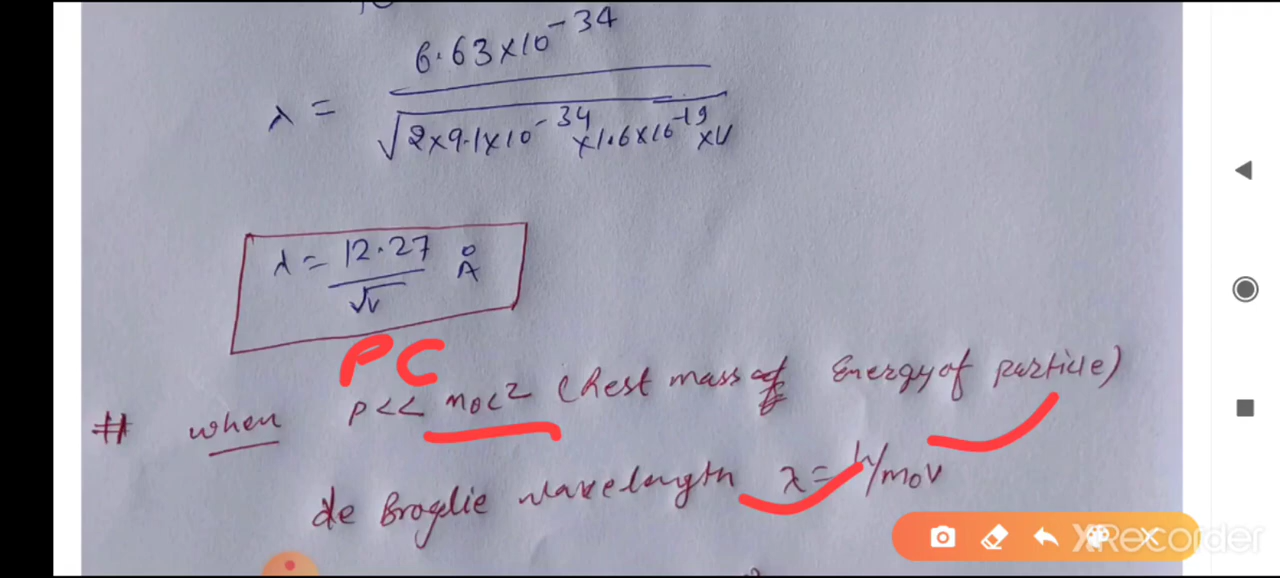 λ = 6.63×10⁻³⁴ / √2×9.1×10⁻³⁴×1.6×10⁻¹⁹×V
λ = 12.27/√V Å
PC
# when P<< m₀c² (Rest mass of Energy of particle)
de Broglie wavelength λ = h/m₀v
XRecorder